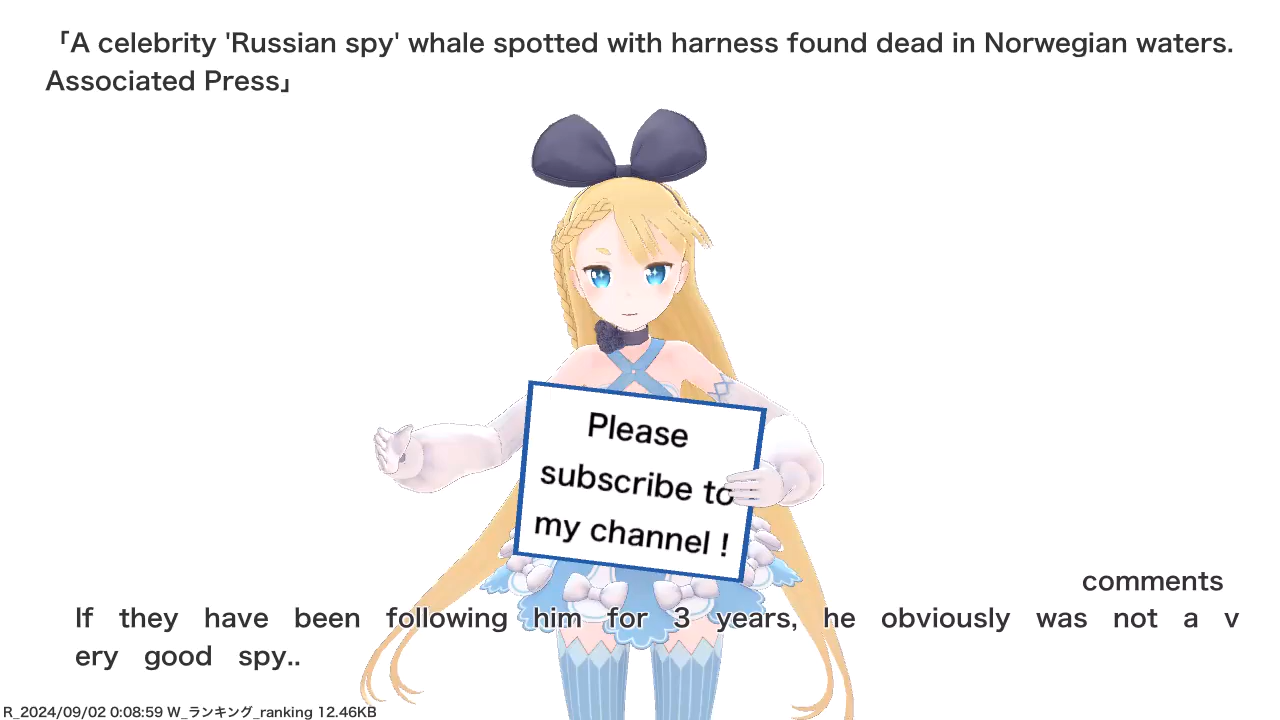 「A celebrity 'Russian spy' whale spotted with harness found dead in Norwegian waters.
Associated Press」
Please
subscribe to
my channel !
comments
If they have been following him for 3 years, he obviously was not a v
ery good spy..
R_2024/09/02 0:08:59 W_ランキング_ranking 12.46KB